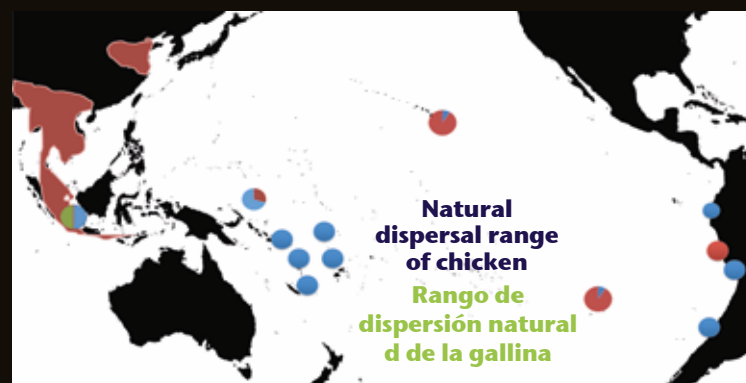 Natural
dispersal range
of chicken
Rango de
dispersión natural
d de la gallina